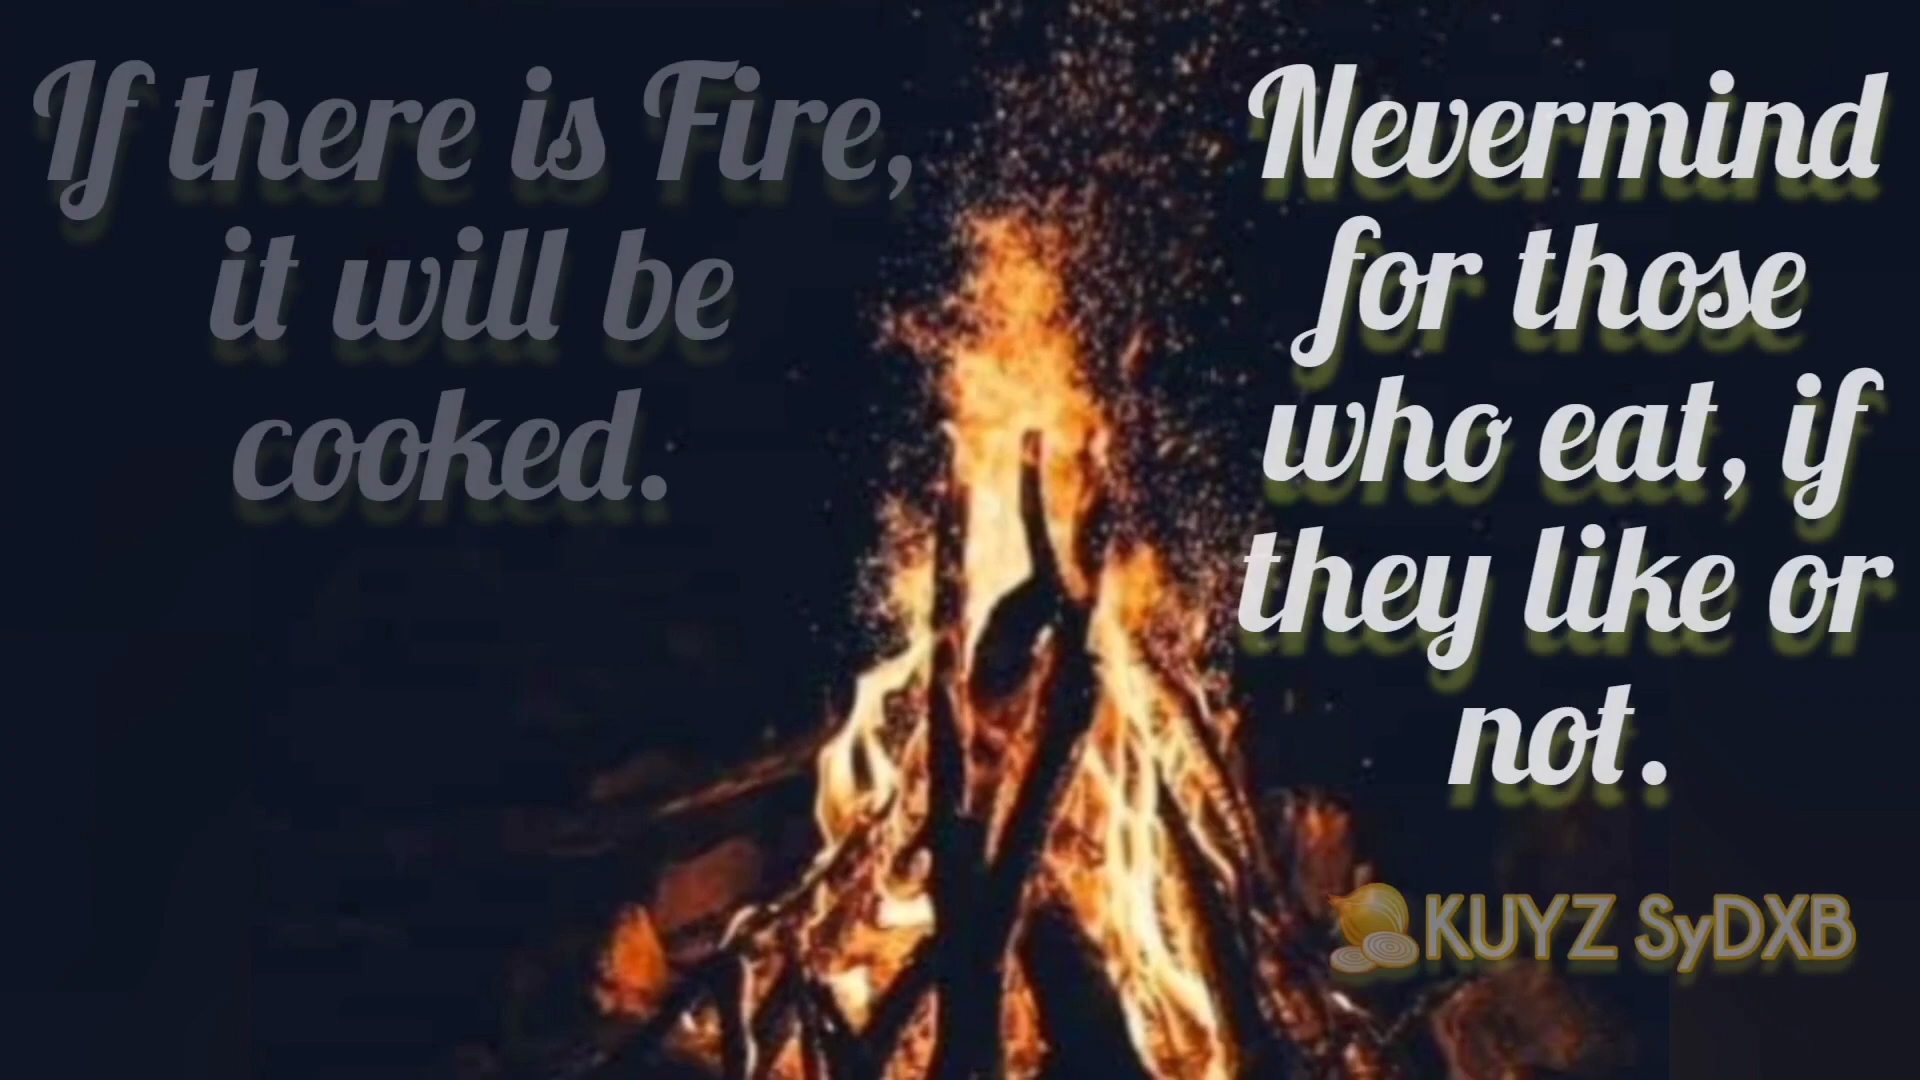 If there is Fire,
it will be
cooked.
Nevermind
for those
who eat, if
they like or
not.
KUYZ SyDXB